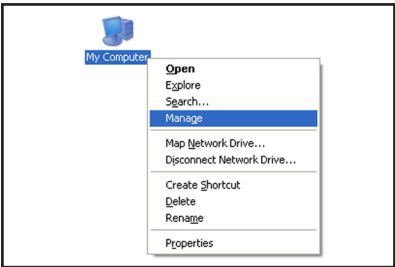 My Computer
Open
Explore
Search...
Manage
Map Network Drive...
Disconnect Network Drive...
Create Shortcut
Delete
Rename
Properties